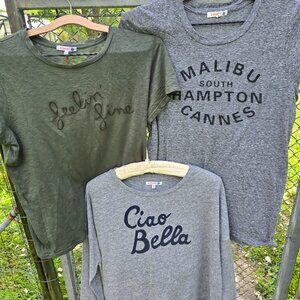 feelin'
fine
MALIBU
SOUTH
HAMPTON
CANNES
Ciao
Bella